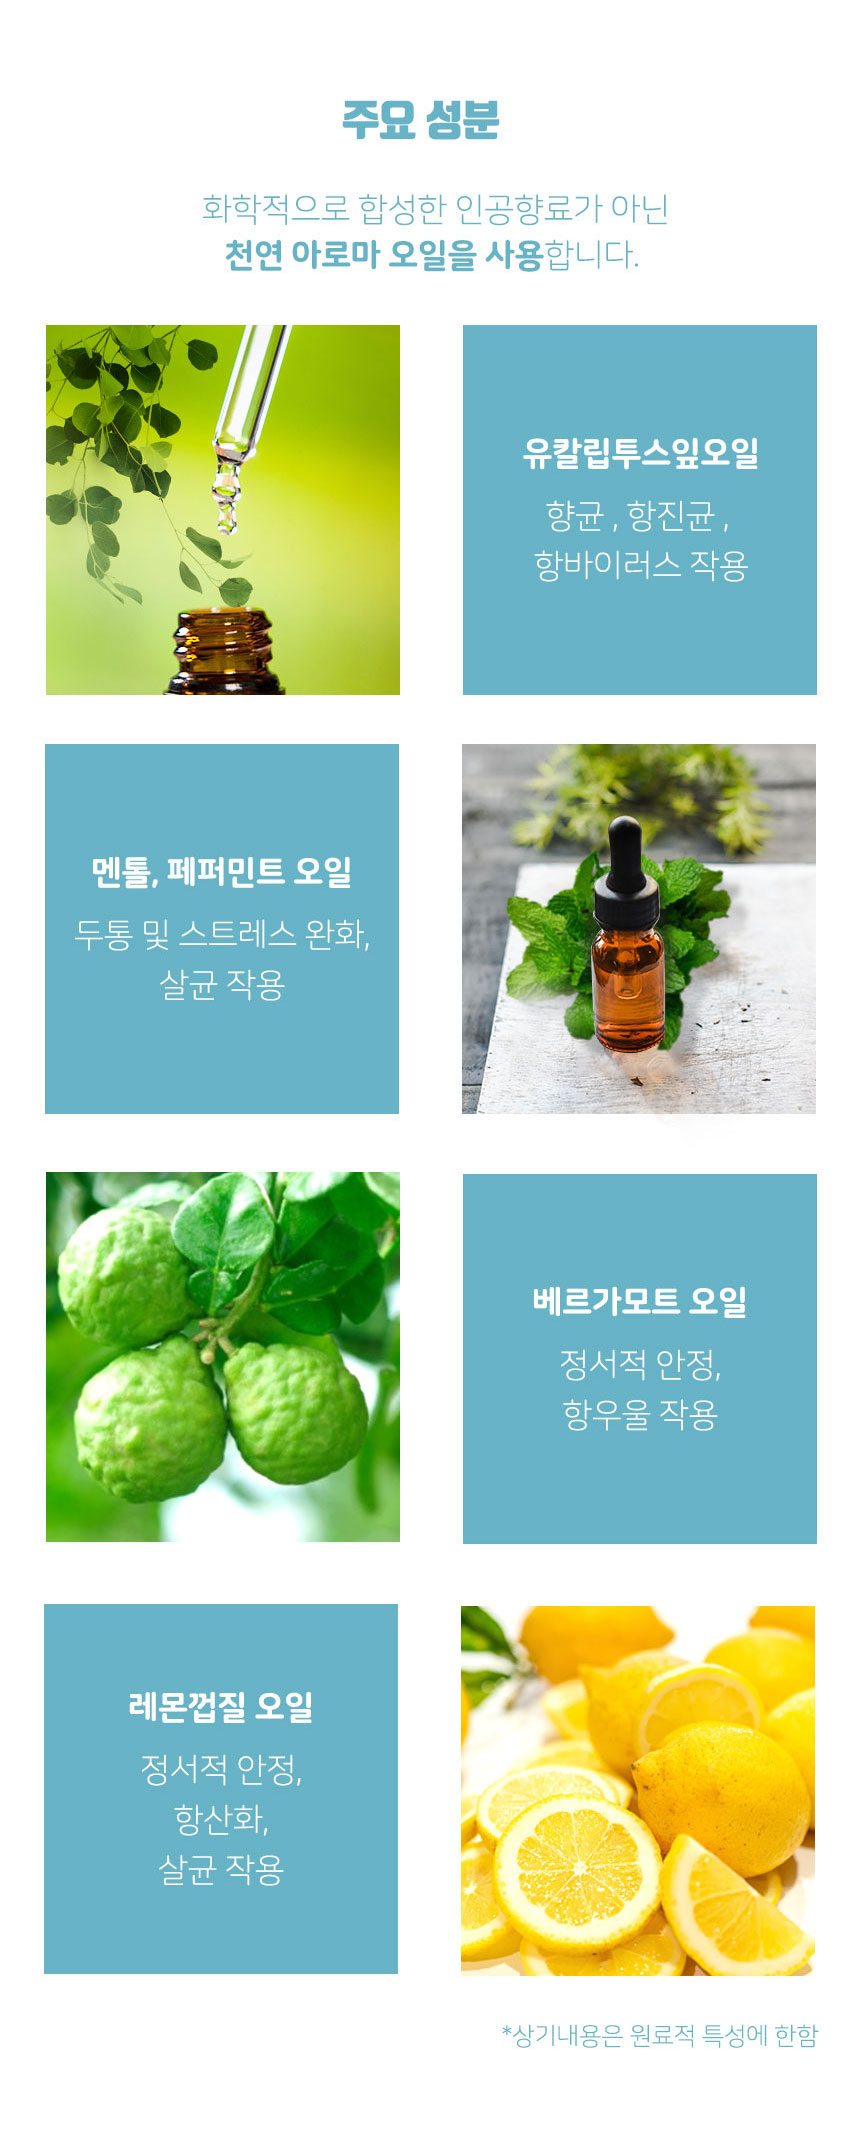 주요 성분
화학적으로 합성한 인공향료가 아닌
천연 아로마 오일을 사용합니다.
유칼립투스잎오일
향균 , 항진균 ,
항바이러스 작용
멘톨, 페퍼민트 오일
두통 및 스트레스 완화,
살균 작용
베르가모트 오일
정서적 안정,
항우울 작용
레몬껍질 오일
정서적 안정,
항산화,
살균 작용
*상기내용은 원료적 특성에 한함